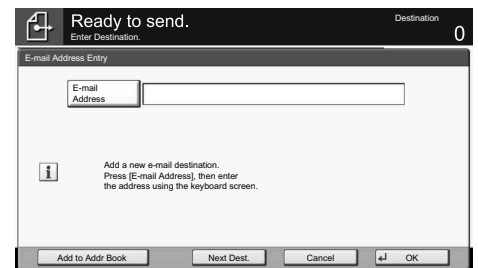 Ready to send.
Destination
Enter Destination.
0
E-mail Address Entry
E-mail
Address
Add a new e-mail destination.
Press [E-mail Address], then enter
the address using the keyboard screen.
Add to Addr Book
Next Dest.
Cancel
OK